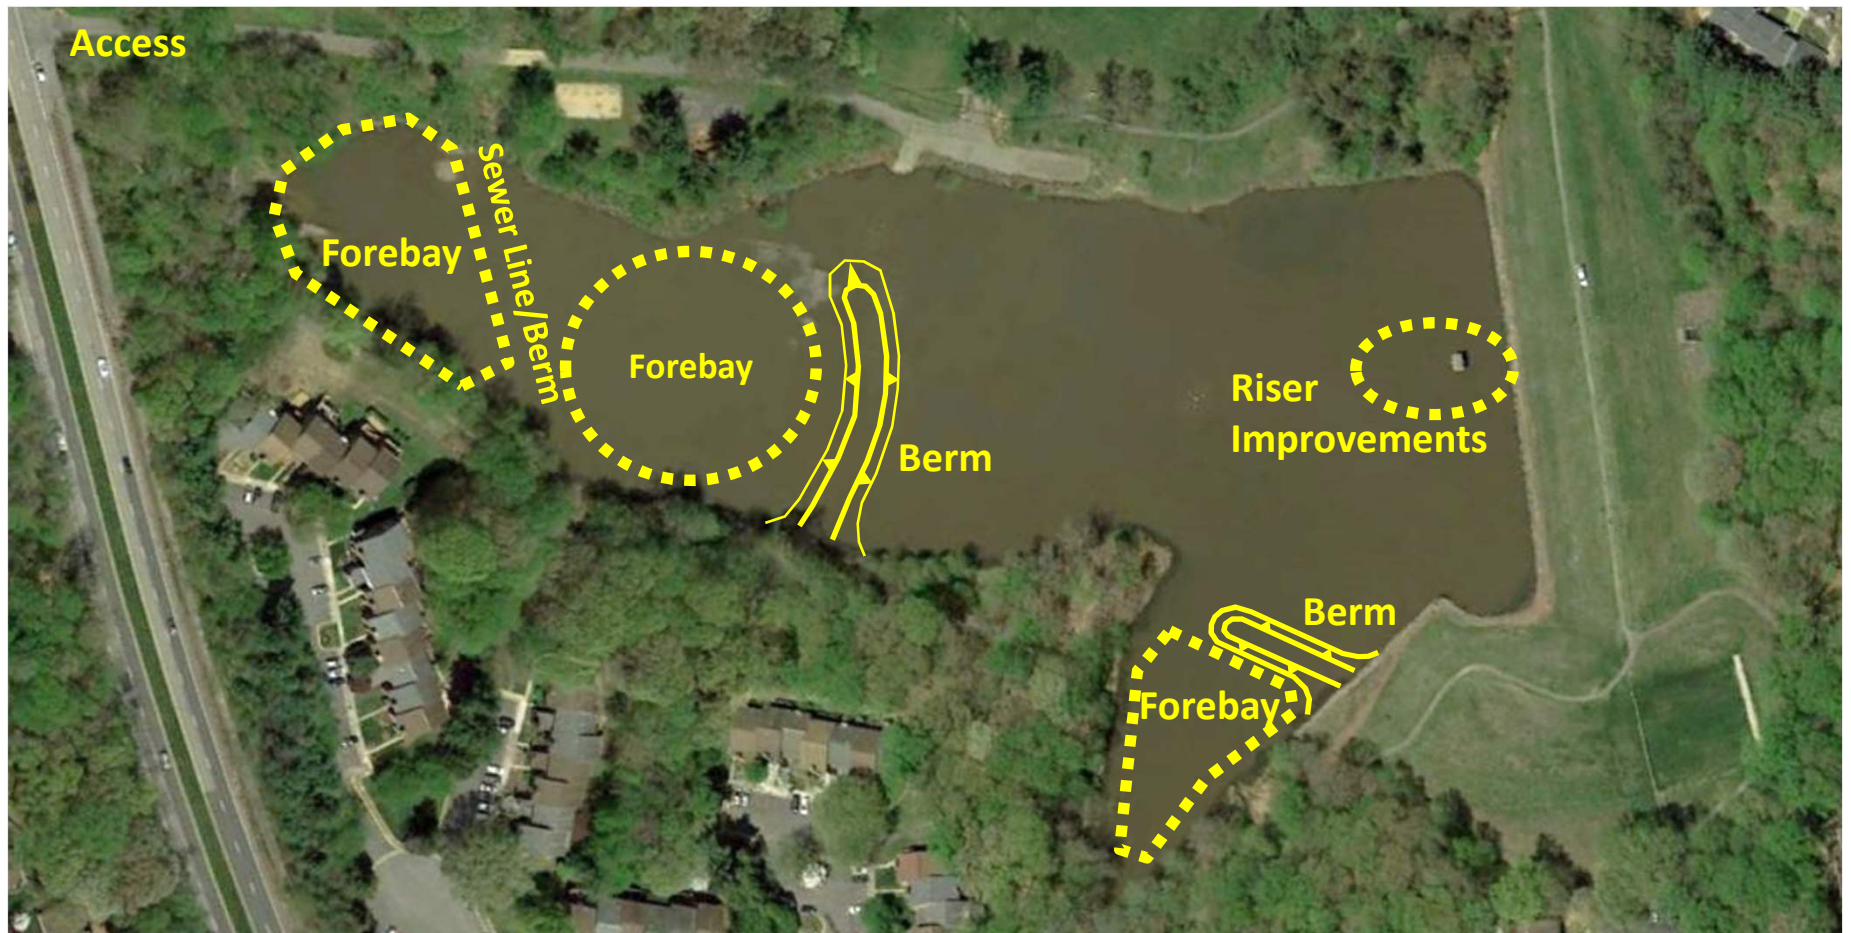 Access
Sewer Line/Berm
Forebay
Forebay
Riser
Improvements
Berm
Berm
Forebay